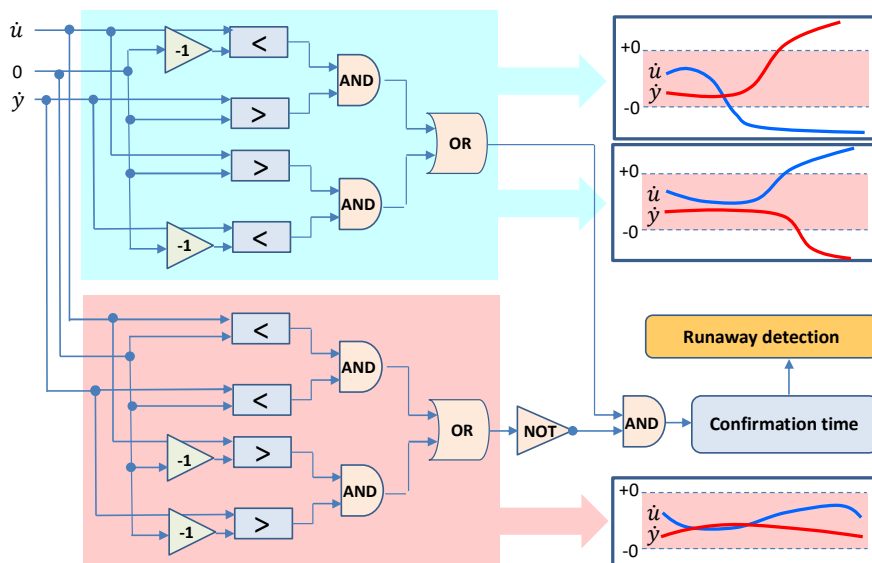 u̇
0
ẏ
-1
<
AND
>
OR
>
AND
-1
<
+0
u̇
ẏ
-0
+0
u̇
ẏ
-0
<
AND
<
OR
NOT
AND
Confirmation time
Runaway detection
-1
>
AND
-1
>
+0
u̇
ẏ
-0